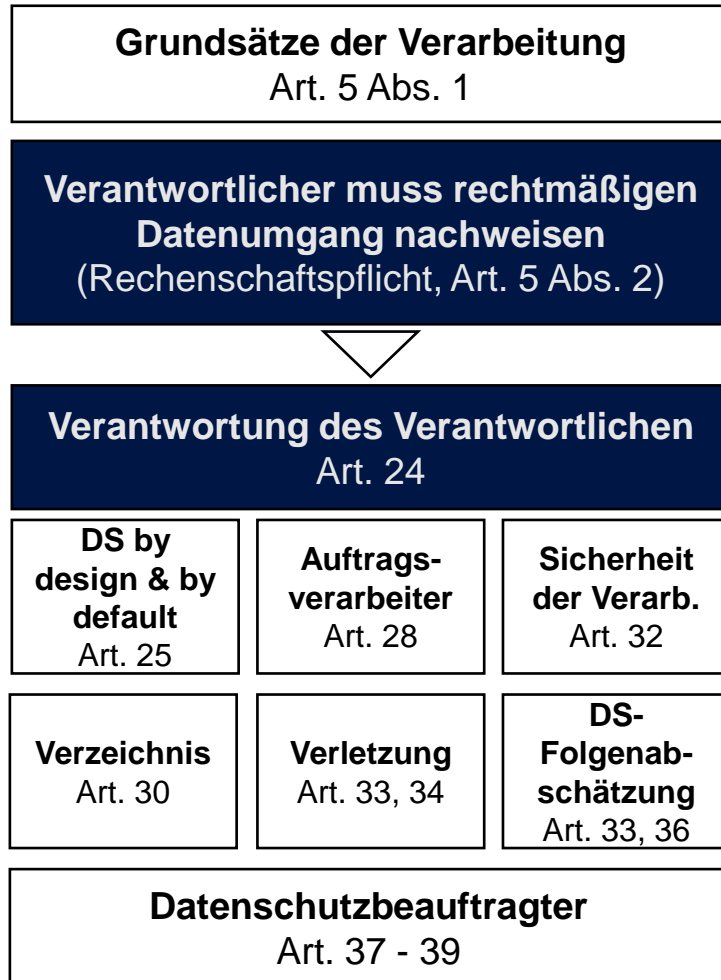 Grundsätze der Verarbeitung
Art. 5 Abs. 1
Verantwortlicher muss rechtmäßigen
Datenumgang nachweisen
(Rechenschaftspflicht, Art. 5 Abs. 2)
Verantwortung des Verantwortlichen
Art. 24
DS by
design & by
default
Art. 25
Auftrags-
verarbeiter
Art. 28
Sicherheit
der Verarb.
Art. 32
Verzeichnis
Art. 30
Verletzung
Art. 33, 34
DS-
Folgenab-
schätzung
Art. 33, 36
Datenschutzbeauftragter
Art. 37 - 39